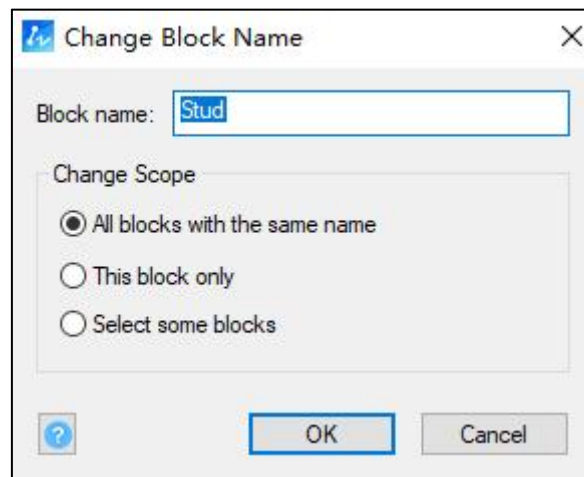 Change Block Name
Block name: Stud
Change Scope
All blocks with the same name
This block only
Select some blocks
? OK Cancel